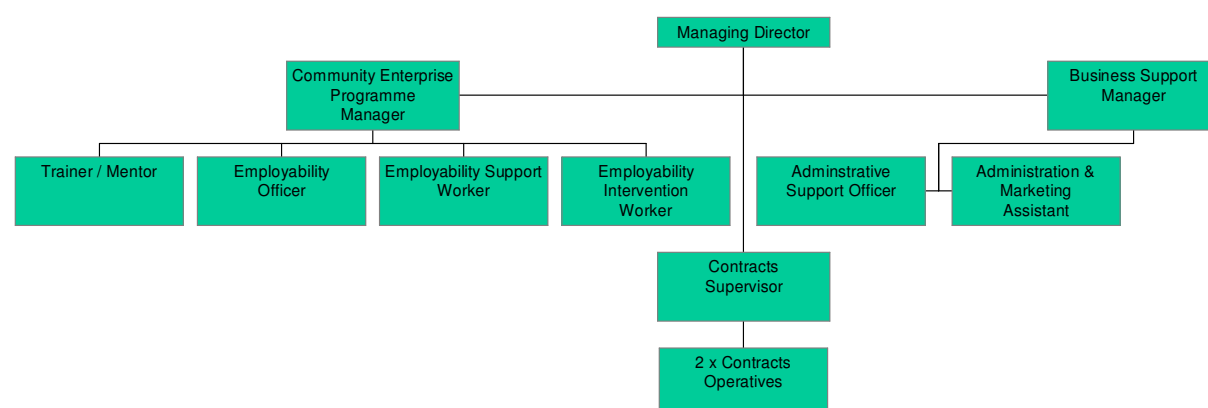 Managing Director
Community Enterprise
Programme
Manager
Business Support
Manager
Trainer / Mentor
Employability
Officer
Employability Support
Worker
Employability
Intervention
Worker
Adminstrative
Support Officer
Administration &
Marketing
Assistant
Contracts
Supervisor
2 x Contracts
Operatives